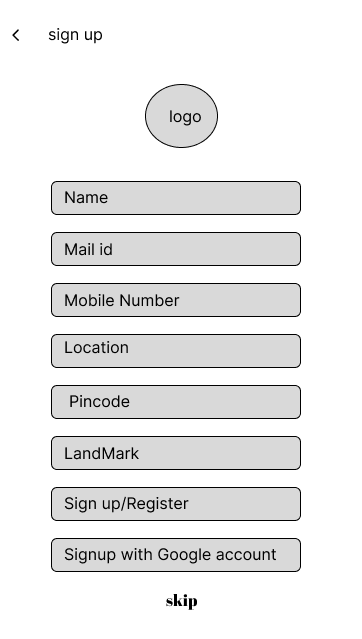 sign up
logo
Name
Mail id
Mobile Number
Location
Pincode
LandMark
Sign up/Register
Signup with Google account
skip